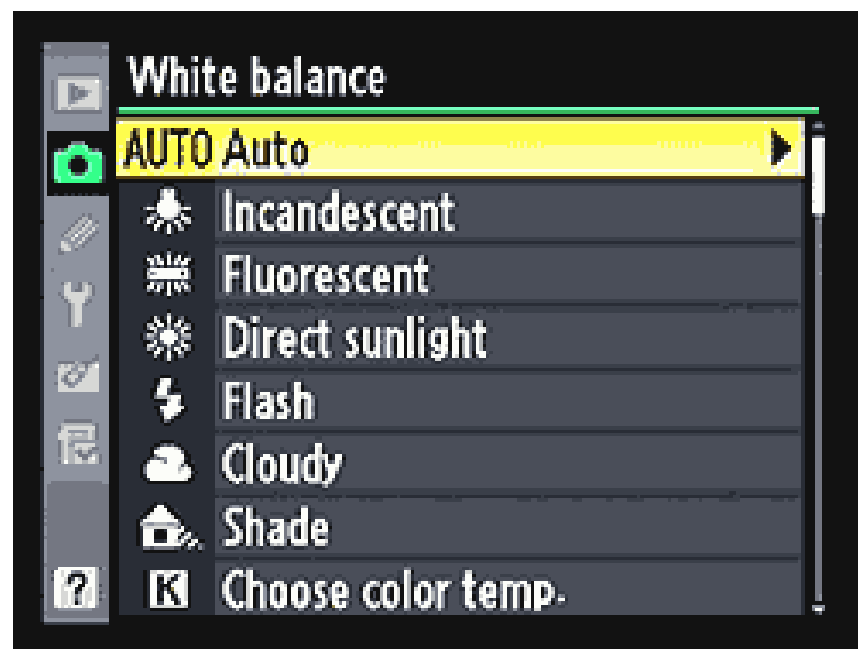 White balance
AUTO Auto
Incandescent
Fluorescent
Direct sunlight
Flash
Cloudy
Shade
K Choose color temp.
?